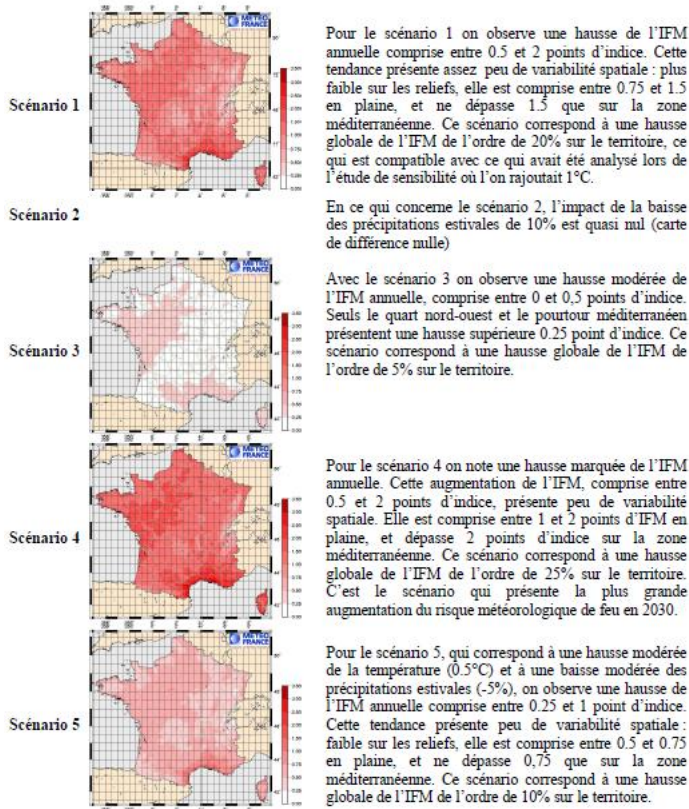 METEO FRANCE
Scénario 1
Pour le scénario 1 on observe une hausse de l'IFM
annuelle comprise entre 0.5 et 2 points d'indice. Cette
tendance présente assez peu de variabilité spatiale : plus
faible sur les reliefs, elle est comprise entre 0.75 et 1.5
en plaine, et ne dépasse 1.5 que sur la zone
méditerranéenne. Ce scénario correspond à une hausse
globale de l'IFM de l'ordre de 20% sur le territoire, ce
qui est compatible avec ce qui avait été analysé lors de
l'étude de sensibilité où l'on rajoutait 1°C.
Scénario 2
En ce qui concerne le scénario 2, l'impact de la baisse
des précipitations estivales de 10% est quasi nul (carte
de différence nulle)
METEO FRANCE
Scénario 3
Avec le scénario 3 on observe une hausse modérée de
l'IFM annuelle, comprise entre 0 et 0,5 points d'indice.
Seuls le quart nord-ouest et le pourtour méditerranéen
présentent une hausse supérieure 0.25 point d'indice. Ce
scénario correspond à une hausse globale de l'IFM de
l'ordre de 5% sur le territoire.
METEO FRANCE
Scénario 4
Pour le scénario 4 on note une hausse marquée de l'IFM
annuelle. Cette augmentation de l'IFM, comprise entre
0.5 et 2 points d'indice, présente peu de variabilité
spatiale. Elle est comprise entre 1 et 2 points d'IFM en
plaine, et dépasse 2 points d'indice sur la zone
méditerranéenne. Ce scénario correspond à une hausse
globale de l'IFM de l'ordre de 25% sur le territoire.
C'est le scénario qui présente la plus grande
augmentation du risque météorologique de feu en 2030.
METEO FRANCE
Scénario 5
Pour le scénario 5, qui correspond à une hausse modérée
de la température (0.5°C) et à une baisse modérée des
précipitations estivales (-5%), on observe une hausse de
l'IFM annuelle comprise entre 0.25 et 1 point d'indice.
Cette tendance présente peu de variabilité spatiale :
faible sur les reliefs, elle est comprise entre 0.5 et 0.75
en plaine, et ne dépasse 0,75 que sur la zone
méditerranéenne. Ce scénario correspond à une hausse
globale de l'IFM de l'ordre de 10% sur le territoire.